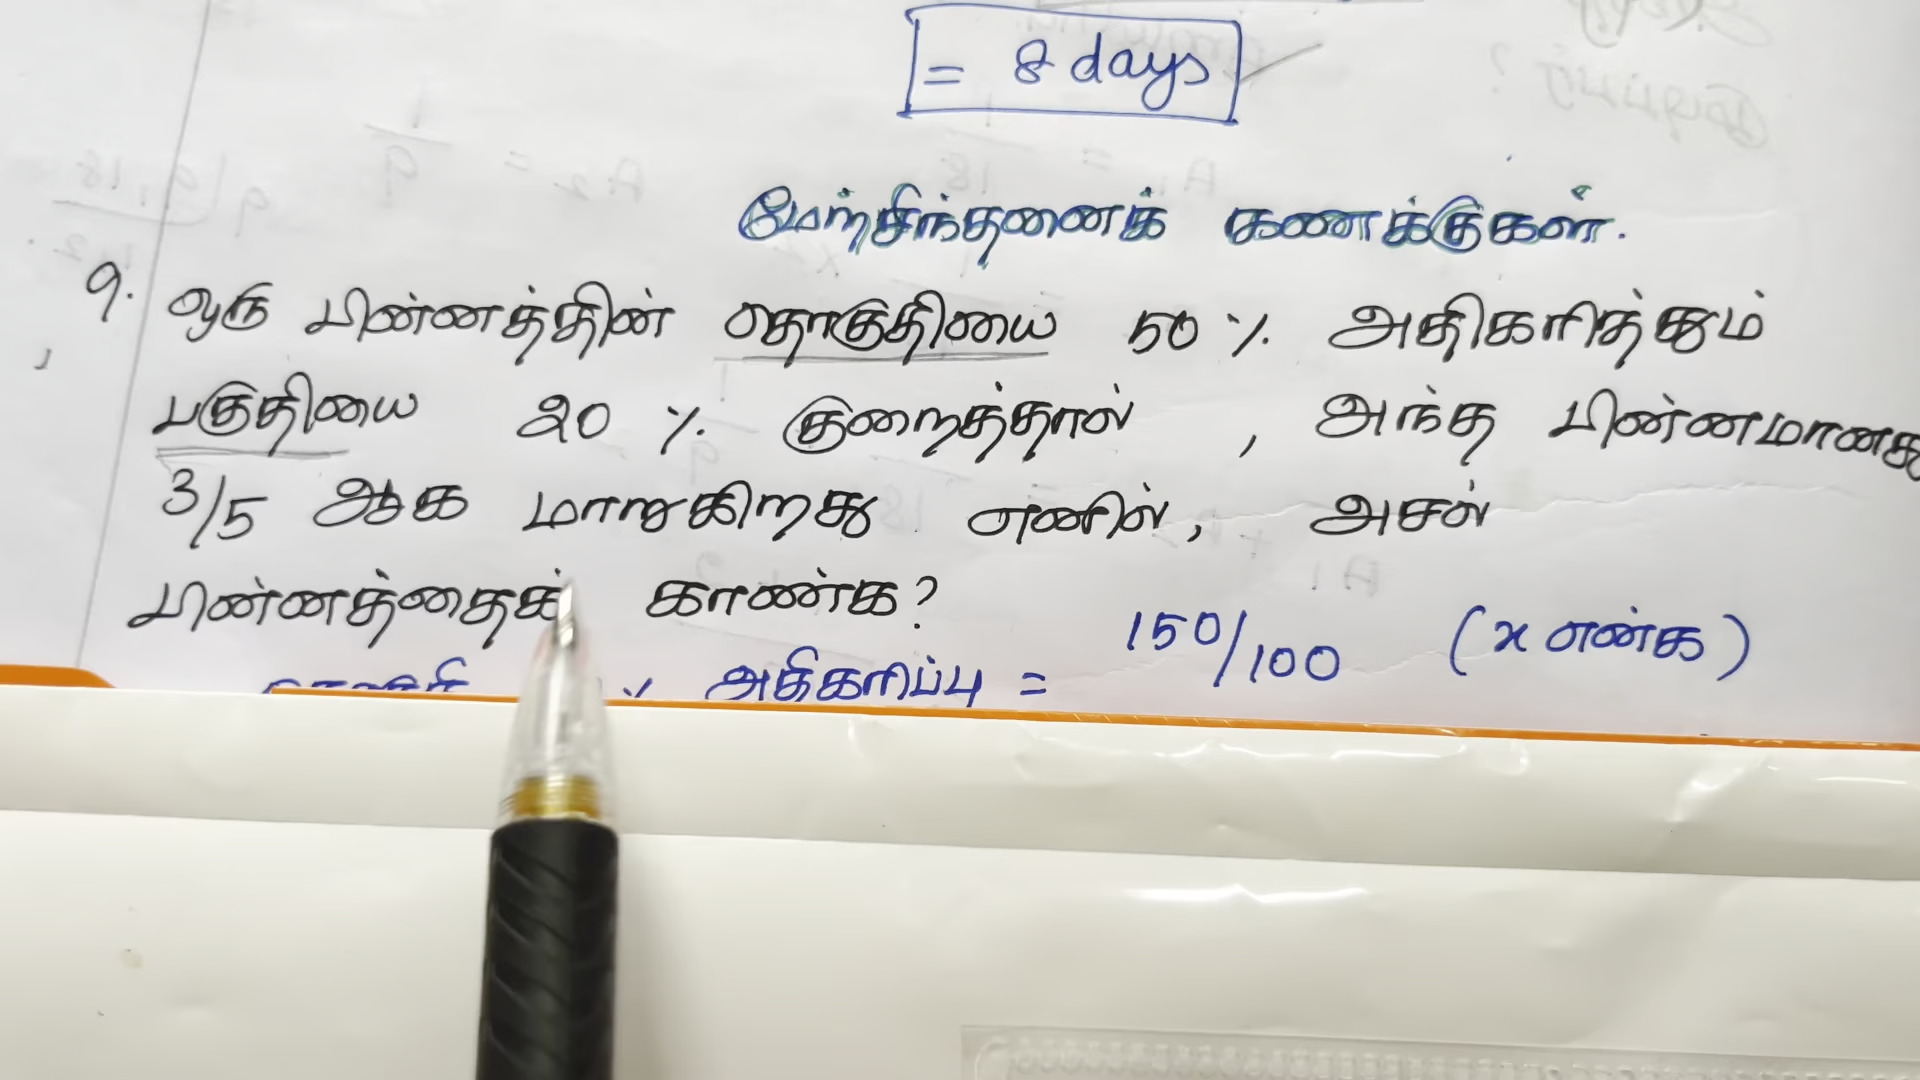 = 8 days
மேற்சிந்தனைக் கணக்குகள்.
9. ஒரு பின்னத்தின் தொகுதியை 50 %. அதிகரித்தும்
பகுதியை 20 %. குறைத்தால் , அந்த பின்னமானது
3/5 ஆக மாறுகிறது எனில், அசல்
பின்னத்தைக் காண்க?
% அதிகரிப்பு = 150/100 (x என்க)